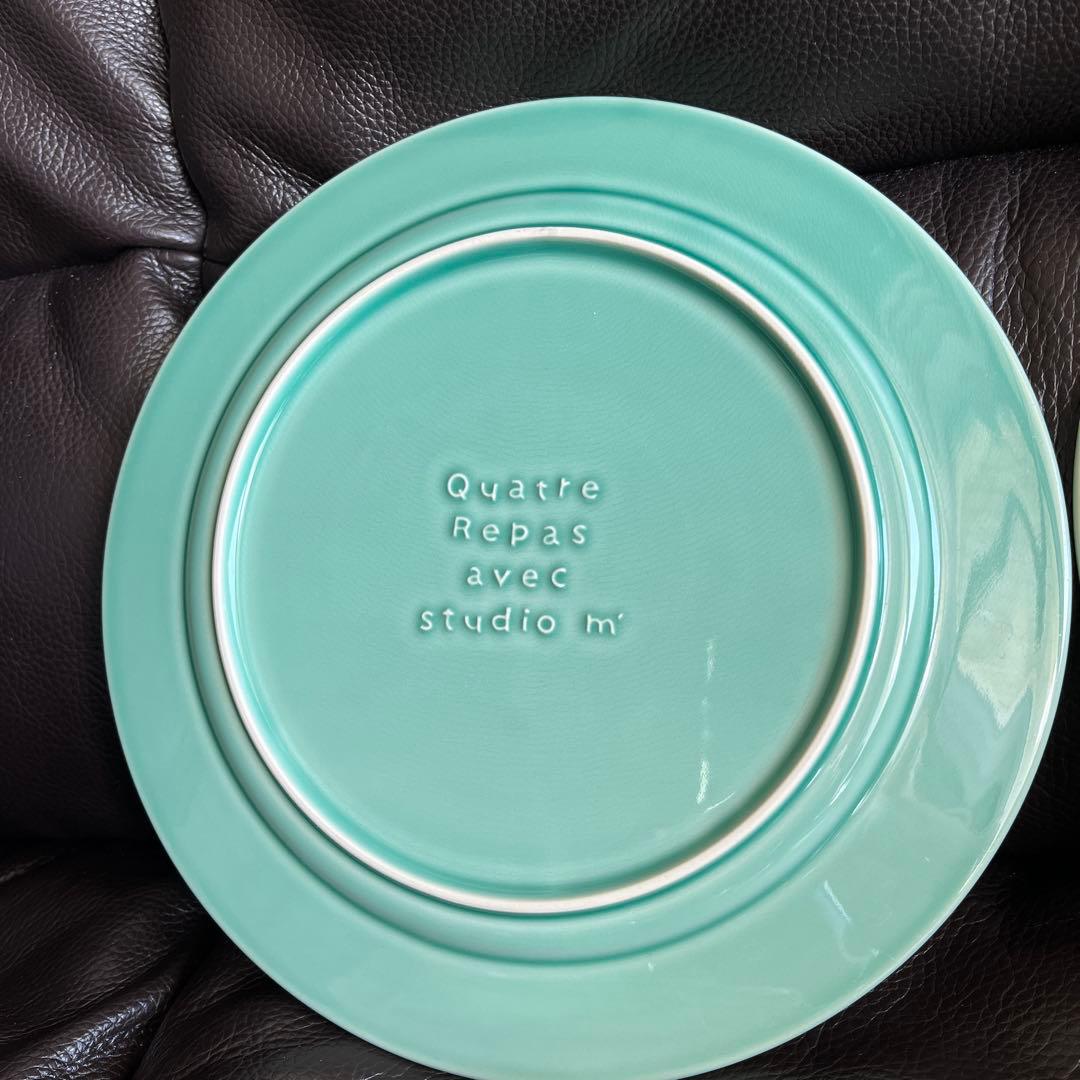 Quatre
Repas
avec
studio m'